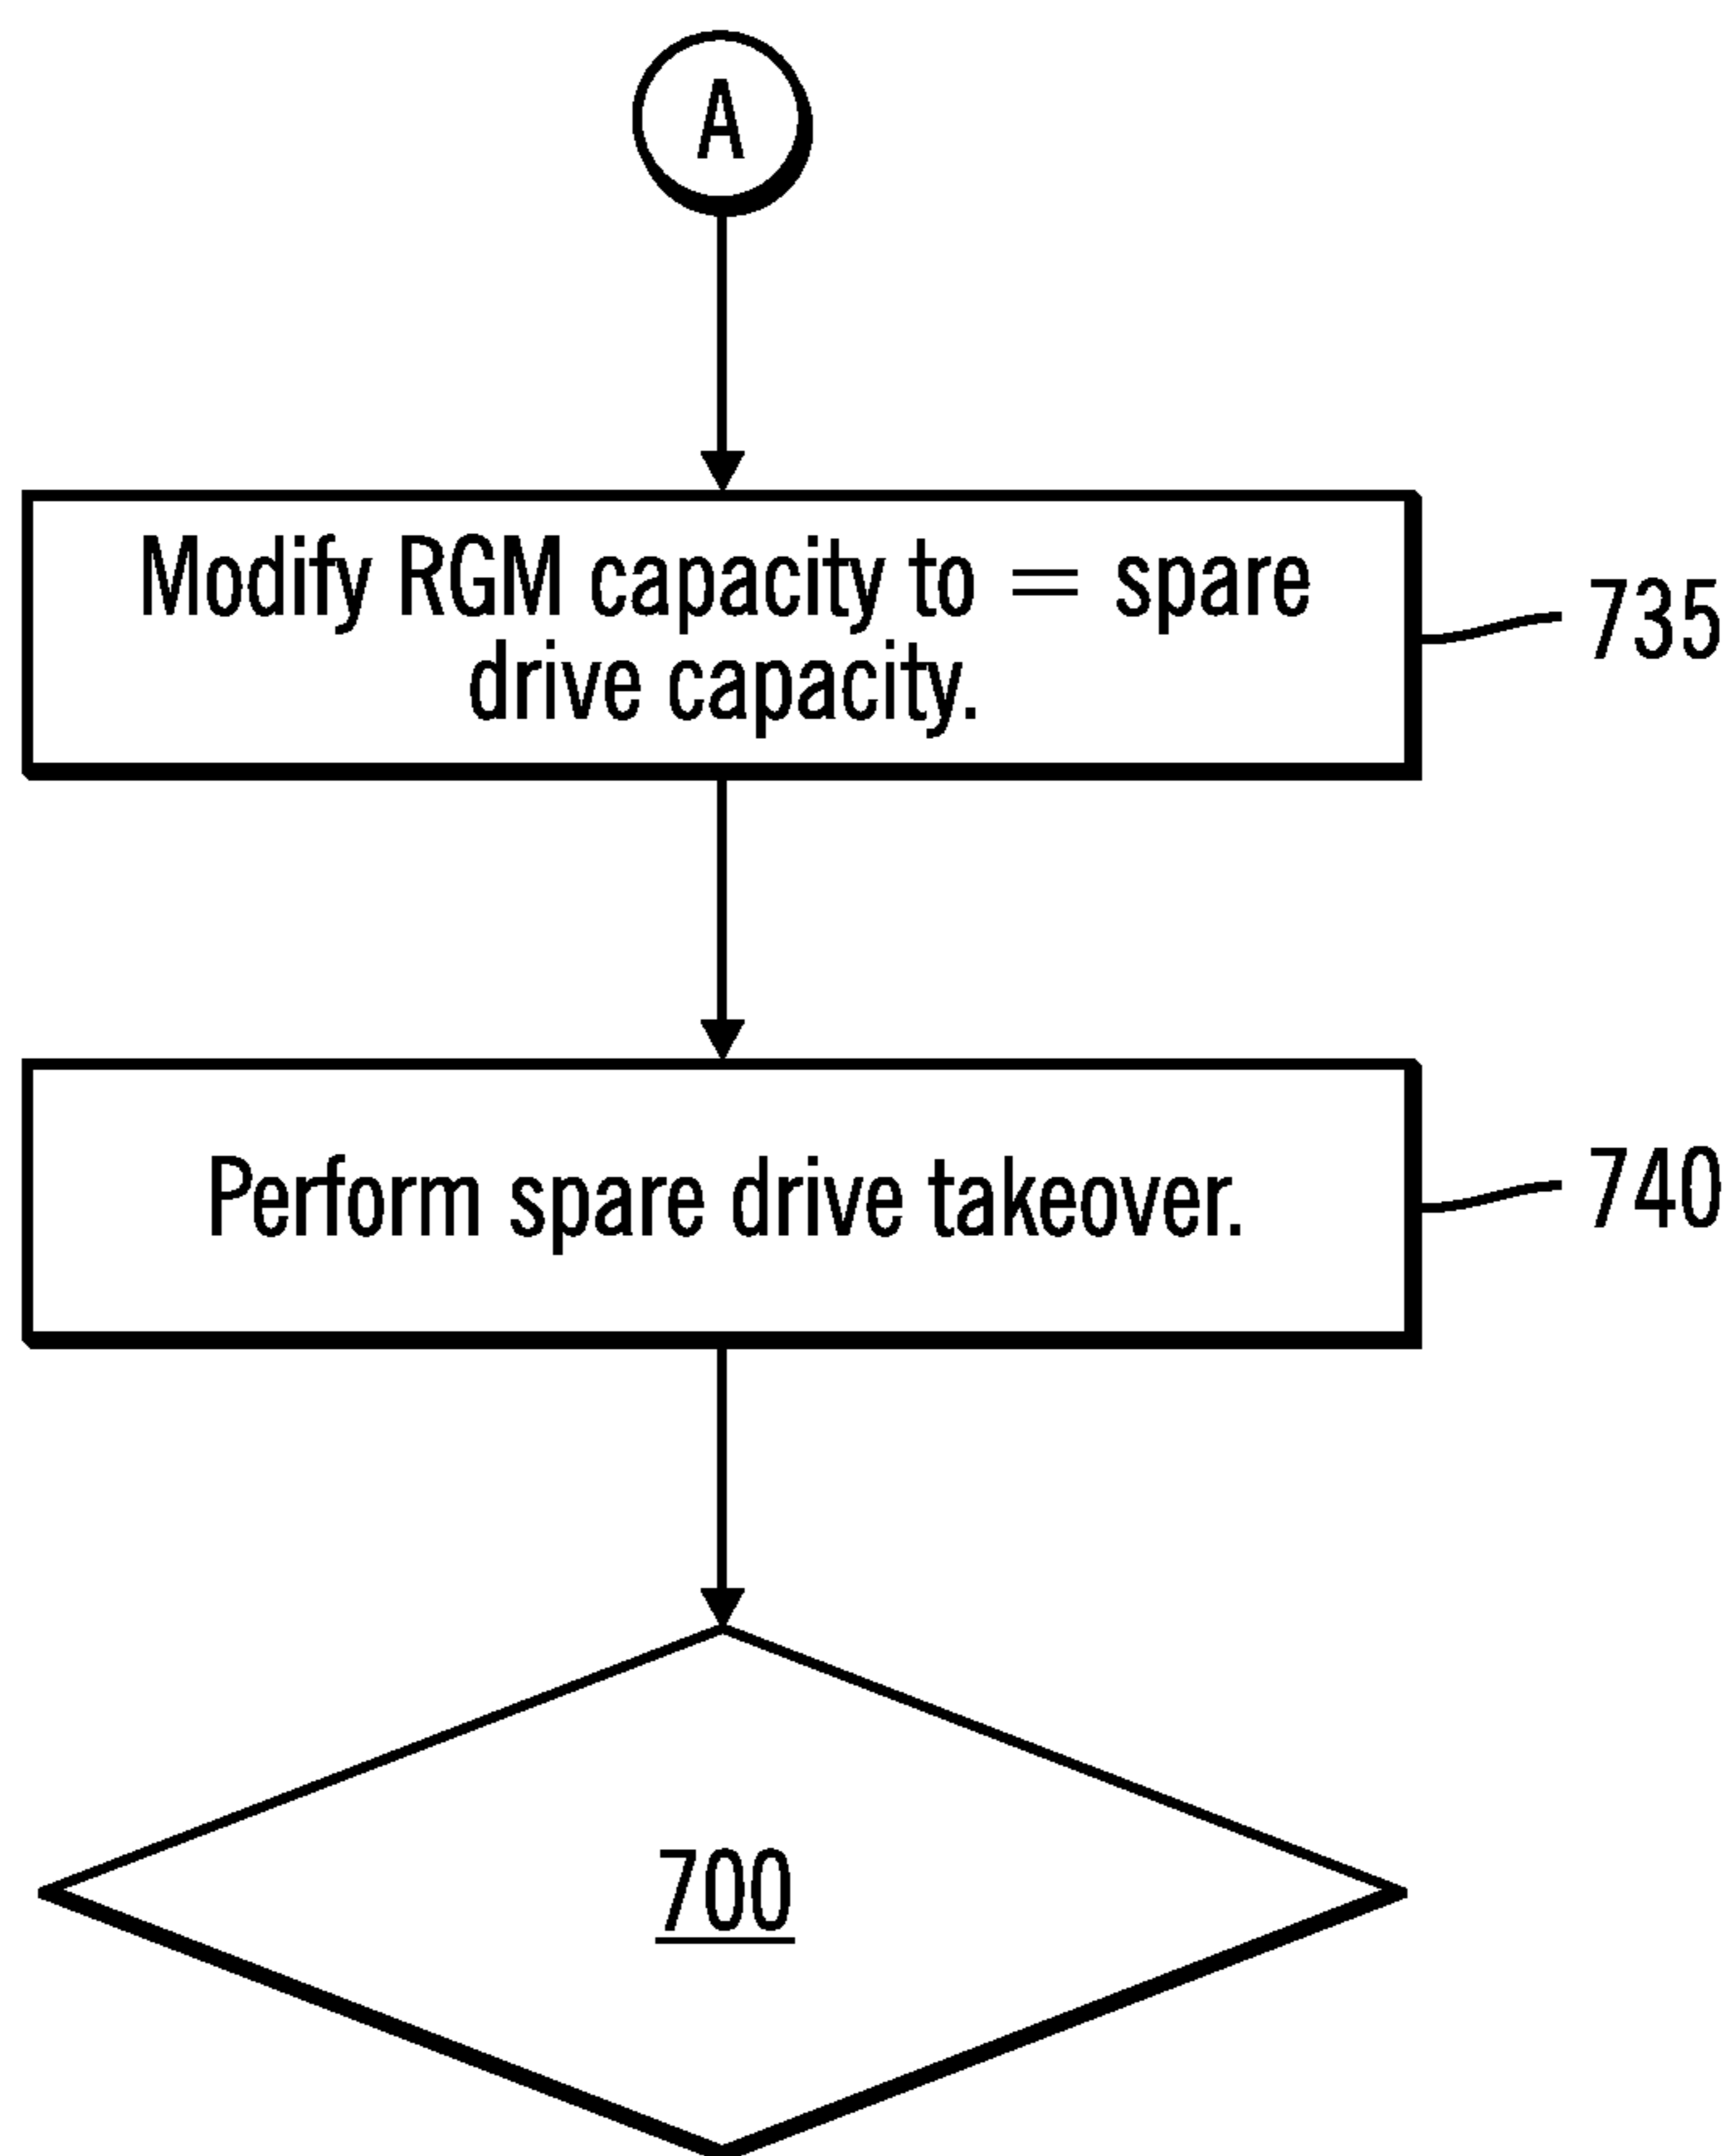 A
Modify RGM capacity to = spare
drive capacity.
735
Perform spare drive takeover.
740
700